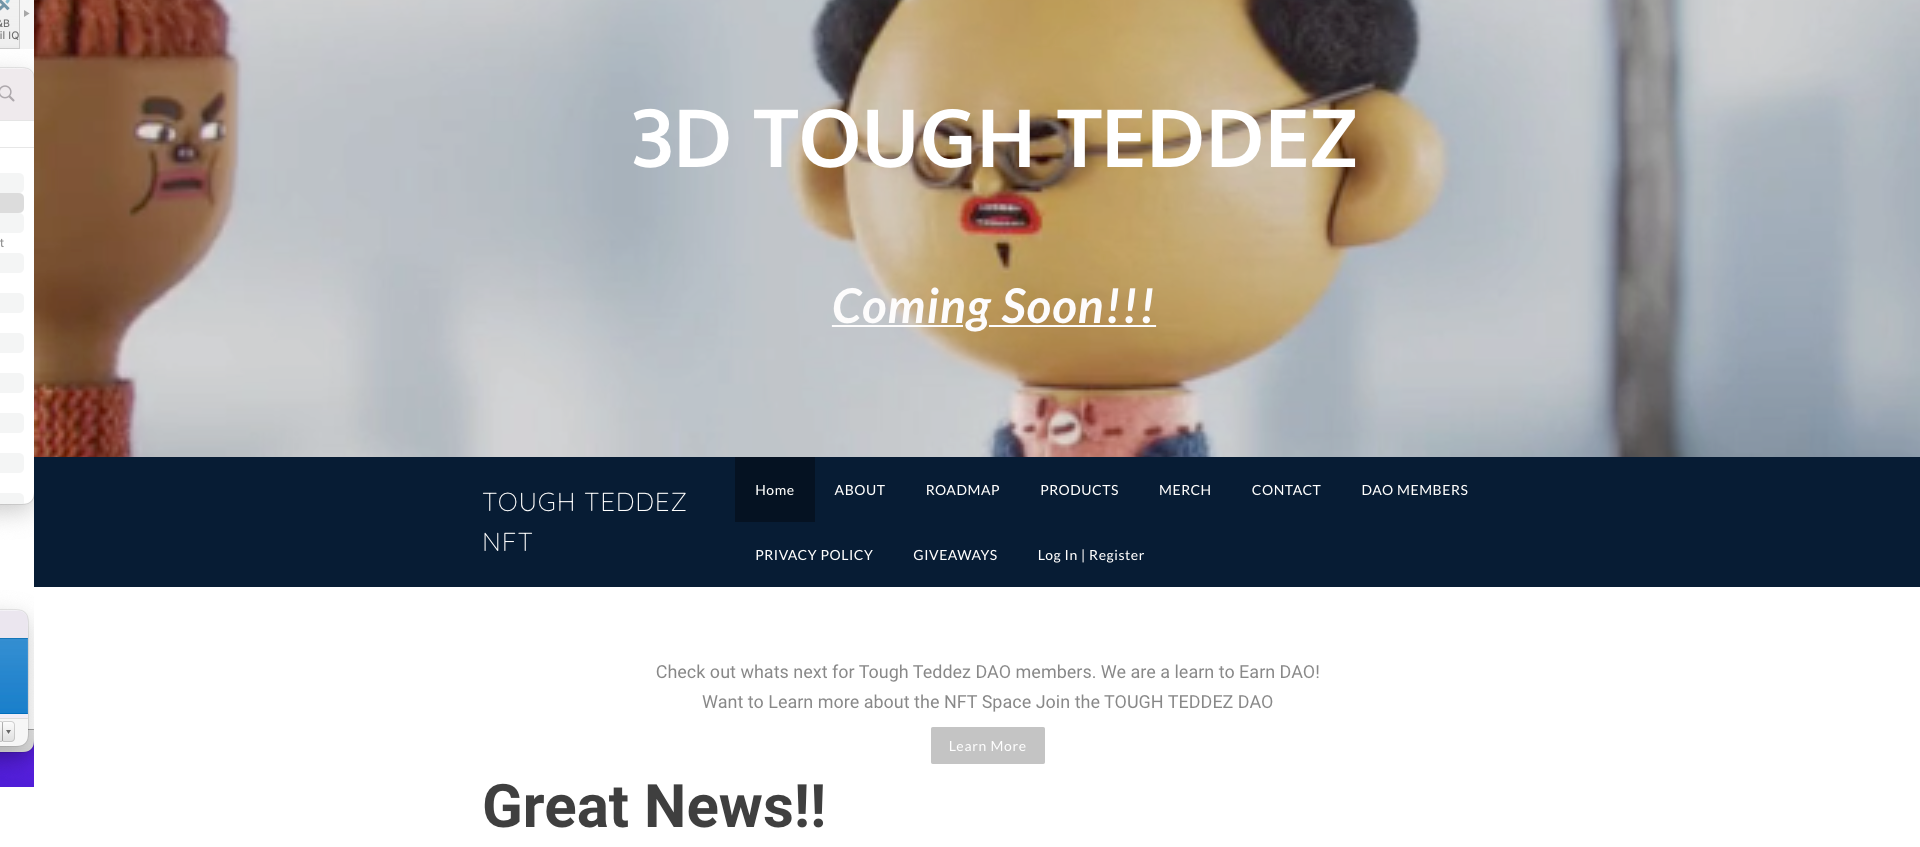 &B
il IQ
t
3D TOUGH TEDDEZ
Coming Soon!!!
TOUGH TEDDEZ
NFT
Home ABOUT ROADMAP PRODUCTS MERCH CONTACT DAO MEMBERS
PRIVACY POLICY GIVEAWAYS Log In | Register
Check out whats next for Tough Teddez DAO members. We are a learn to Earn DAO!
Want to Learn more about the NFT Space Join the TOUGH TEDDEZ DAO
Learn More
Great News!!